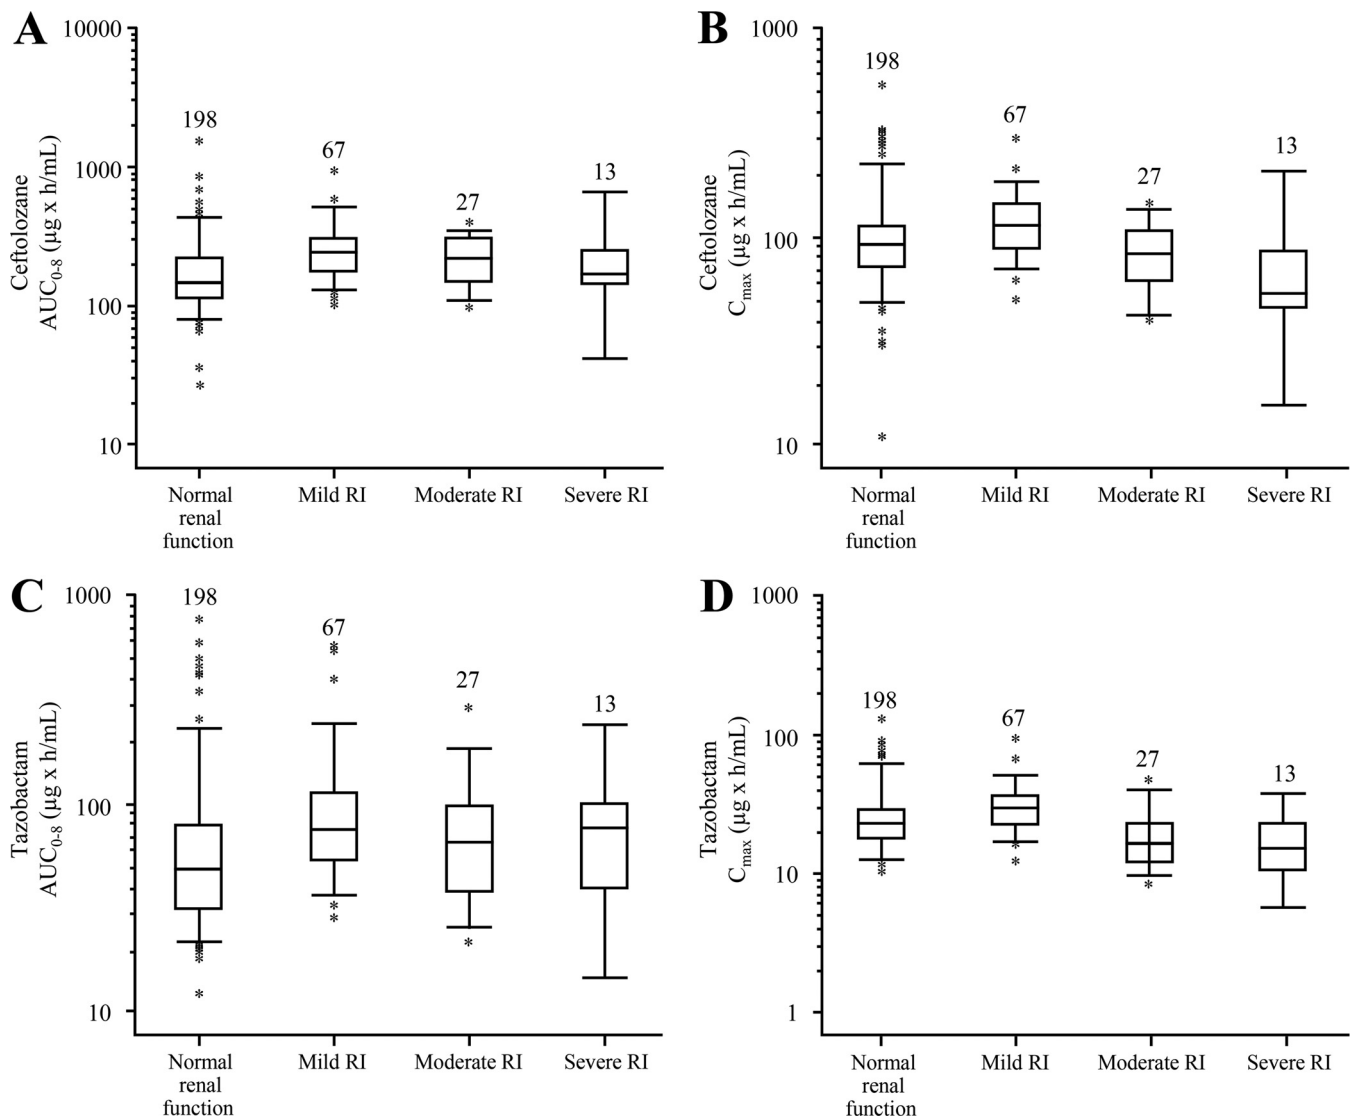 A
Ceftolozane
AUC0-8 (μg x h/mL)
10000
1000
100
10
198
67
27
13
Normal
renal
function
Mild RI
Moderate RI
Severe RI
B
Ceftolozane
Cmax (μg x h/mL)
1000
100
10
198
67
27
13
Normal
renal
function
Mild RI
Moderate RI
Severe RI
C
Tazobactam
AUC0-8 (μg x h/mL)
1000
100
10
198
67
27
13
Normal
renal
function
Mild RI
Moderate RI
Severe RI
D
Tazobactam
Cmax (μg x h/mL)
1000
100
10
1
198
67
27
13
Normal
renal
function
Mild RI
Moderate RI
Severe RI